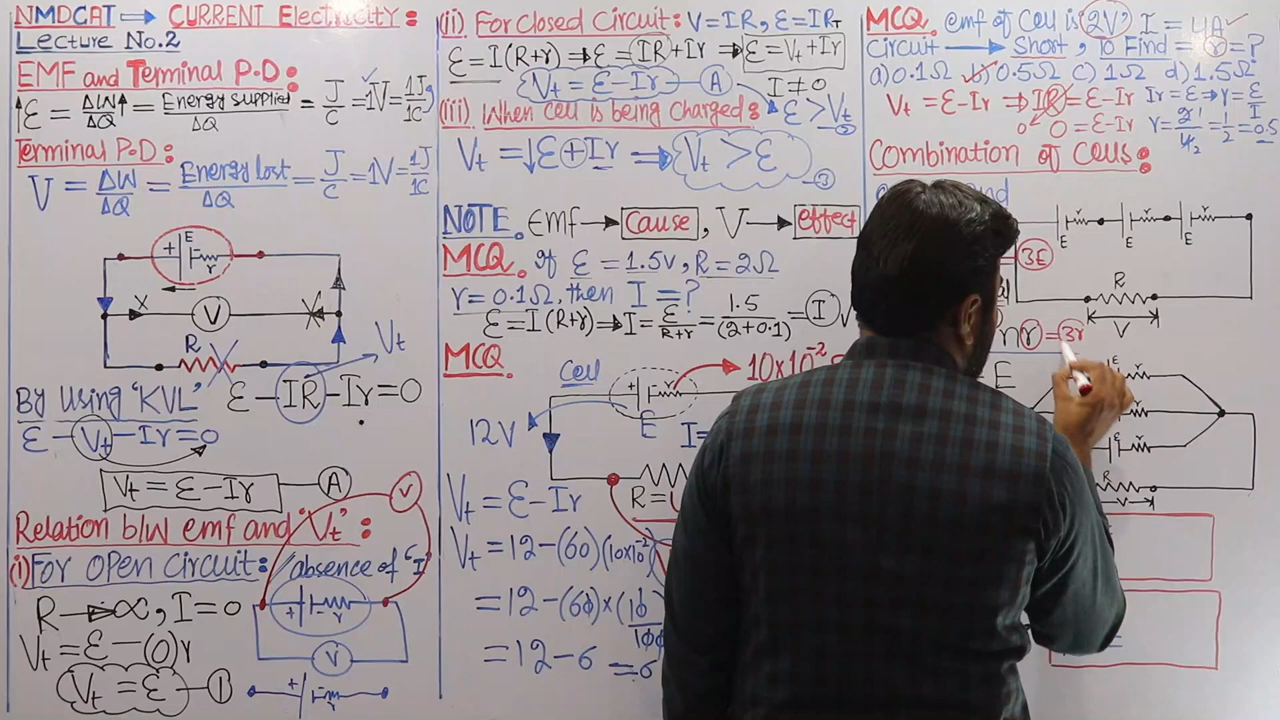 NMDCAT ⇒ CURRENT Electricity:
Lecture No.2
EMF and Terminal P.D:
↑ε = ΔW↑/ΔQ = Energy supplied/ΔQ = J/C = 1V = 1J/1C
Terminal P.D:
V = ΔW/ΔQ = Energy lost/ΔQ = J/C = 1V = 1J/1C
+ E
r
X V
R
Vt
By using 'KVL'
ε - IR - Ir = 0
ε - Vt - Ir = 0
Vt = ε - Ir — A
V
Relation b/w emf and 'Vt':
(i) For open circuit: absence of 'I'
R → ∞, I = 0
Vt = ε - (0)r
Vt = ε — 1
+ r
V
+ r
(ii) For Closed Circuit: V = IR, ε = IRT
ε = I(R+r) ⇒ ε = IR + Ir ⇒ ε = Vt + Ir
Vt = ε - Ir — A I ≠ 0
ε > Vt — 2
(iii) When cell is being charged:
Vt = ↓ε + Ir ⇒ Vt > ε — 3
NOTE. emf → Cause, V → effect
MCQ. If ε = 1.5v, R = 2Ω
r = 0.1Ω, then I = ?
ε = I(R+r) ⇒ I = ε/R+r = 1.5/(2+0.1) = I
MCQ
cell + 10×10⁻²
12V E I=
R=
Vt = ε - Ir
Vt = 12 - (60)(10×10⁻²)
= 12 - (60) × (10/100
= 12 - 6 = 6
MCQ. emf of Cell is 2V, I = 4A
Circuit → Short, To Find = r = ?
a) 0.1Ω b) 0.5Ω c) 1Ω d) 1.5Ω
Vt = E - Ir ⇒ IR = E - Ir Ir = E ⇒ r = E/I
0 0 = E - Ir r = 2/4 = 1/2 = 0.5
Combination of Cells:
and
r r r
E E E
= 3E
R
V
nr = 3r
E
E r
r
E r
R